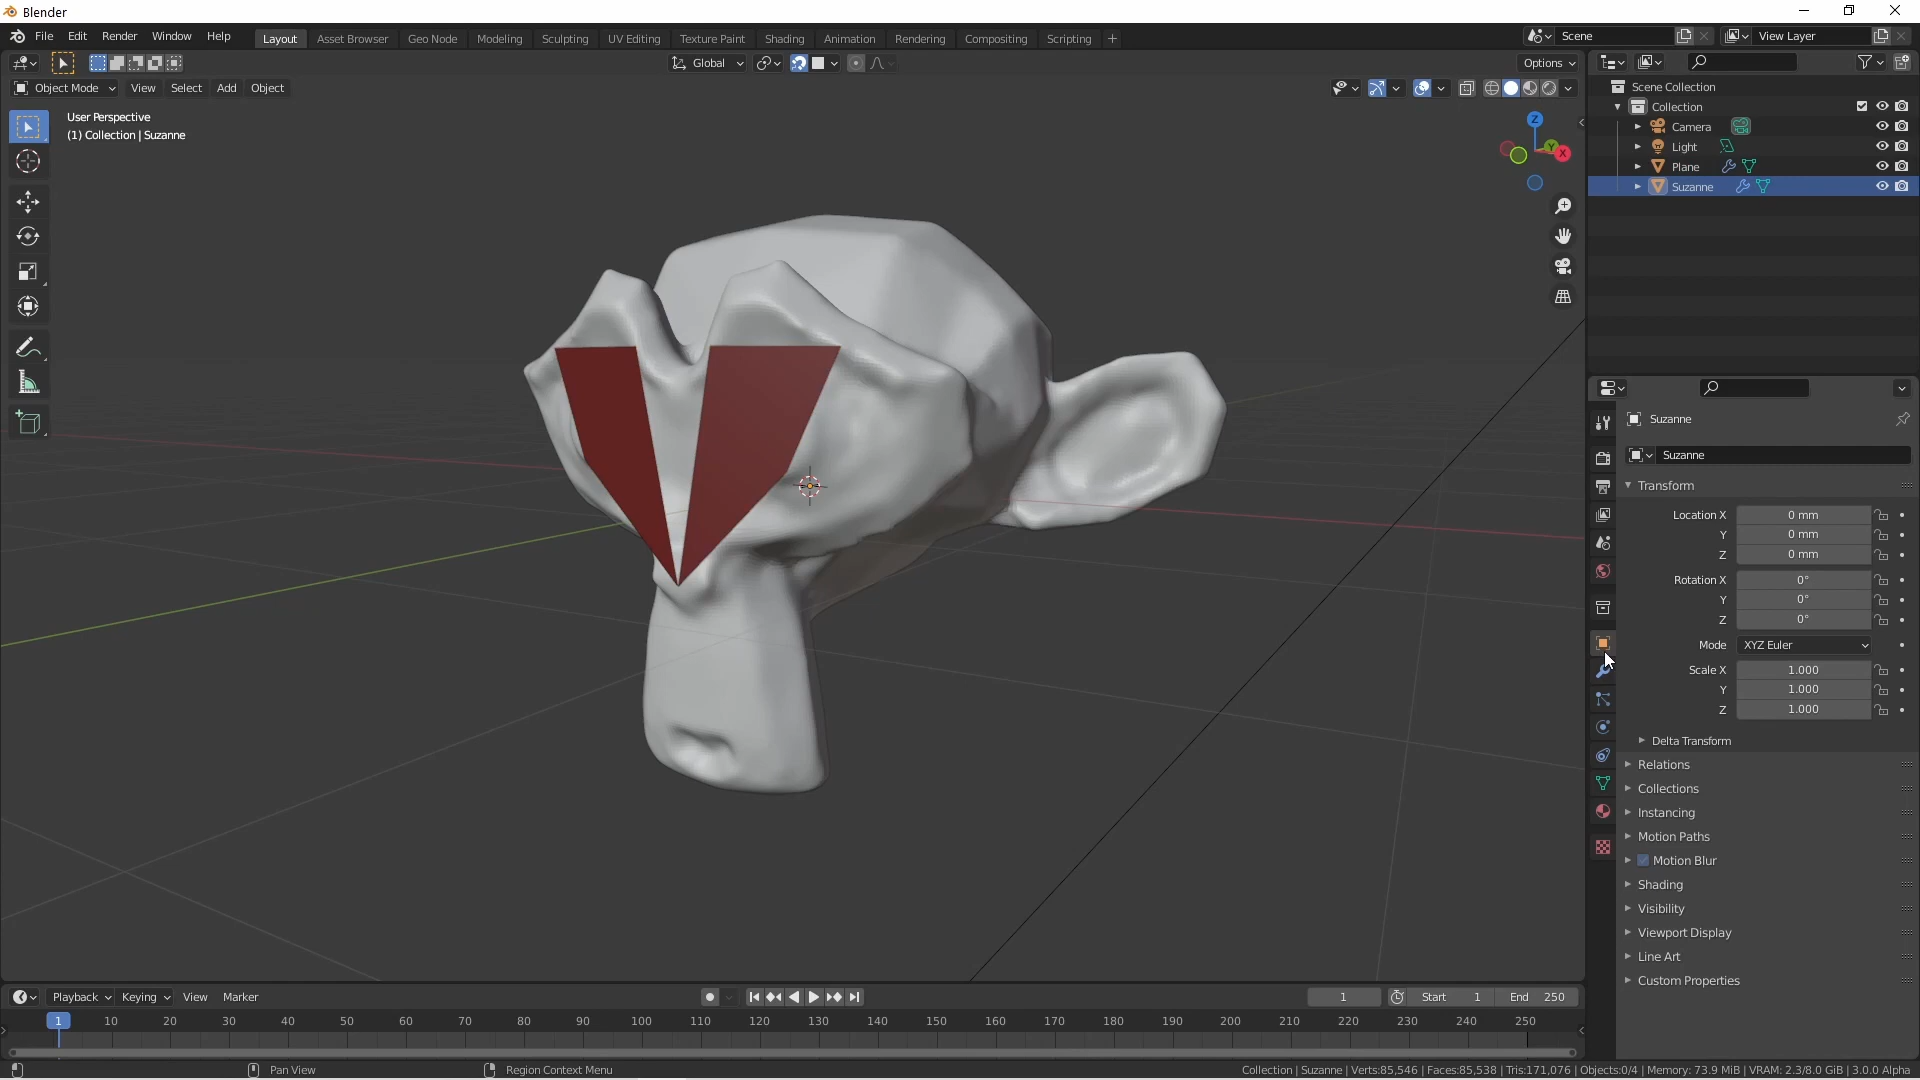 Blender
File Edit Render Window Help Layout Asset Browser Geo Node Modeling Sculpting UV Editing Texture Paint Shading Animation Rendering Compositing Scripting + Scene View Layer
Global Options
Object Mode View Select Add Object
User Perspective
(1) Collection | Suzanne
Z
Y
X
Scene Collection
Collection
Camera
Light
Plane
Suzanne
Suzanne
Suzanne
Transform
Location X 0 mm
Y 0 mm
Z 0 mm
Rotation X 0°
Y 0°
Z 0°
Mode XYZ Euler
Scale X 1.000
Y 1.000
Z 1.000
Delta Transform
Relations
Collections
Instancing
Motion Paths
Motion Blur
Shading
Visibility
Viewport Display
Line Art
Custom Properties
Playback Keying View Marker 1 Start 1 End 250
1 10 20 30 40 50 60 70 80 90 100 110 120 130 140 150 160 170 180 190 200 210 220 230 240 250
Pan View Region Context Menu Collection | Suzanne | Verts:85,546 | Faces:85,538 | Tris:171,076 | Objects:0/4 | Memory: 73.9 MiB | VRAM: 2.3/8.0 GiB | 3.0.0 Alpha